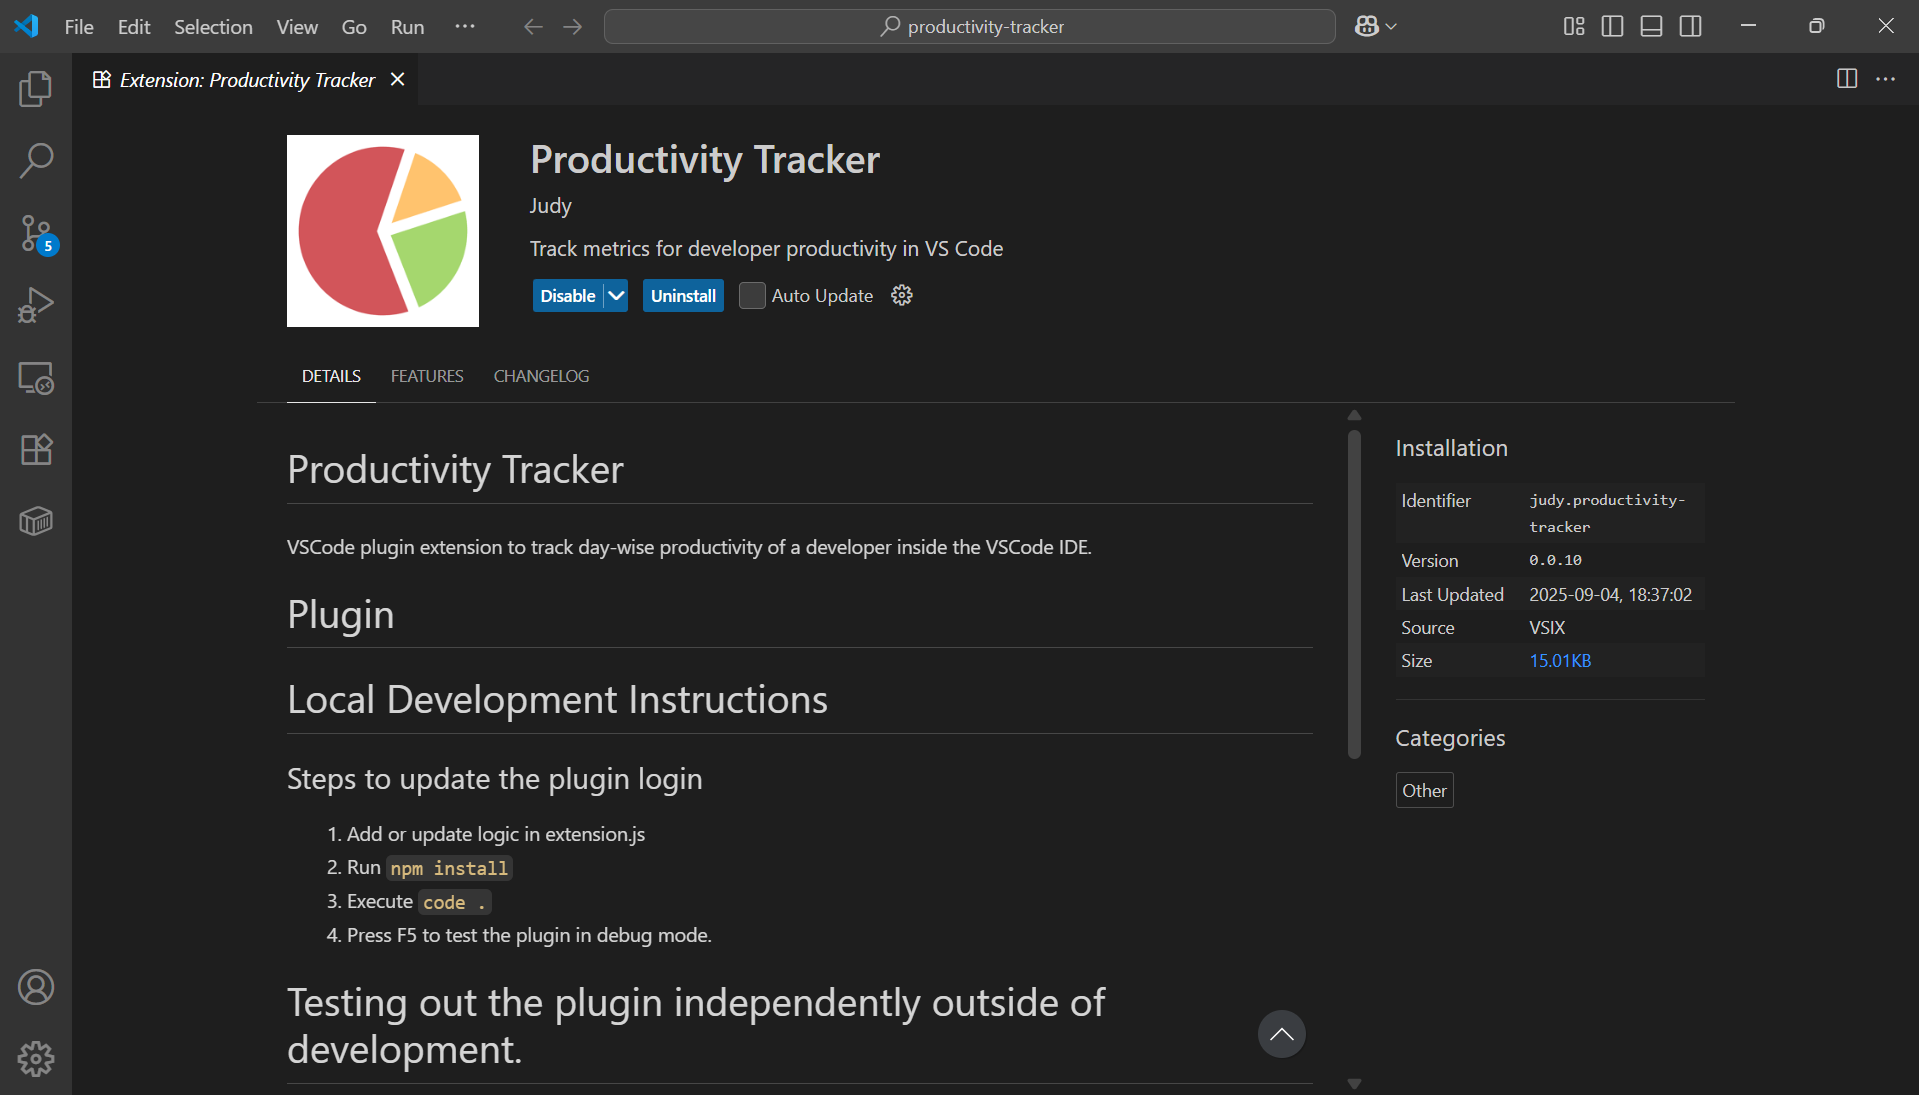 File Edit Selection View Go Run ··· productivity-tracker
Extension: Productivity Tracker
Productivity Tracker
Judy
Track metrics for developer productivity in VS Code
Disable Uninstall Auto Update
5
DETAILS FEATURES CHANGELOG
Productivity Tracker
VSCode plugin extension to track day-wise productivity of a developer inside the VSCode IDE.
Plugin
Local Development Instructions
Steps to update the plugin login
1. Add or update logic in extension.js
2. Run npm install
3. Execute code .
4. Press F5 to test the plugin in debug mode.
Testing out the plugin independently outside of
development.
Installation
Identifier judy.productivity-
tracker
Version 0.0.10
Last Updated 2025-09-04, 18:37:02
Source VSIX
Size 15.01KB
Categories
Other